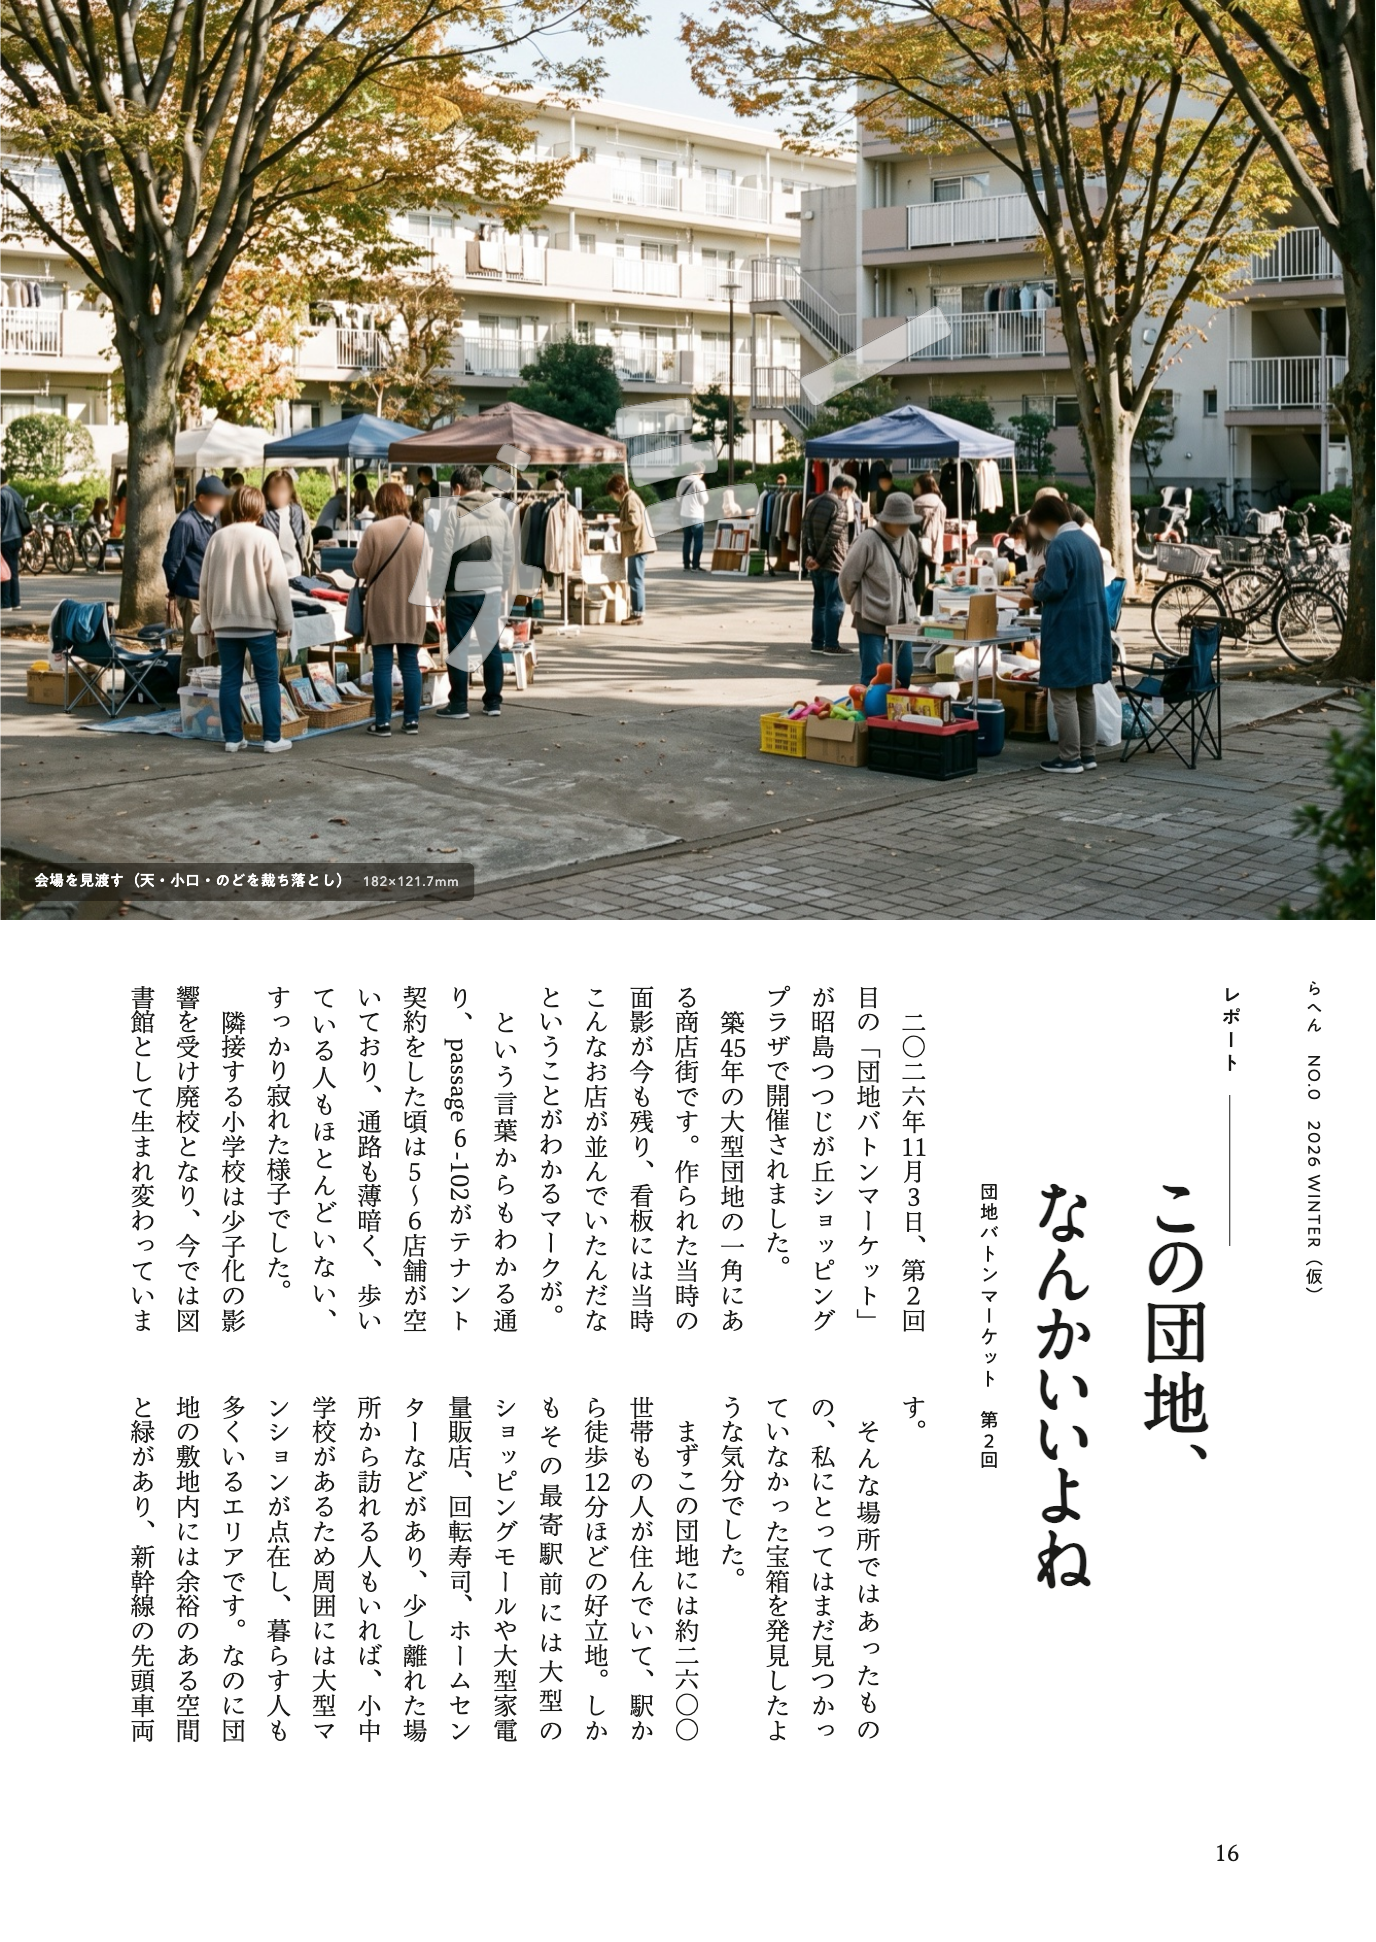 ダミー
会場を見渡す（天・小口・のどを裁ち落とし） 182×121.7mm
らへん NO.0 2026 WINTER（仮）
レポート
この団地、
なんかいいよね
団地バトンマーケット 第2回
二〇二六年11月3日、第2回
目の「団地バトンマーケット」
が昭島つつじが丘ショッピング
プラザで開催されました。
築45年の大型団地の一角にあ
る商店街です。作られた当時の
面影が今も残り、看板には当時
こんなお店が並んでいたんだな
ということがわかるマークが。
という言葉からもわかる通
り、passage 6-102がテナント
契約をした頃は5〜6店舗が空
いており、通路も薄暗く、歩い
ている人もほとんどいない、
すっかり寂れた様子でした。
隣接する小学校は少子化の影
響を受け廃校となり、今では図
書館として生まれ変わっていま
す。
そんな場所ではあったもの
の、私にとってはまだ見つかっ
ていなかった宝箱を発見したよ
うな気分でした。
まずこの団地には約二六〇〇
世帯もの人が住んでいて、駅か
ら徒歩12分ほどの好立地。しか
もその最寄駅前には大型の
ショッピングモールや大型家電
量販店、回転寿司、ホームセン
ターなどがあり、少し離れた場
所から訪れる人もいれば、小中
学校があるため周囲には大型マ
ンションが点在し、暮らす人も
多くいるエリアです。なのに団
地の敷地内には余裕のある空間
と緑があり、新幹線の先頭車両
16